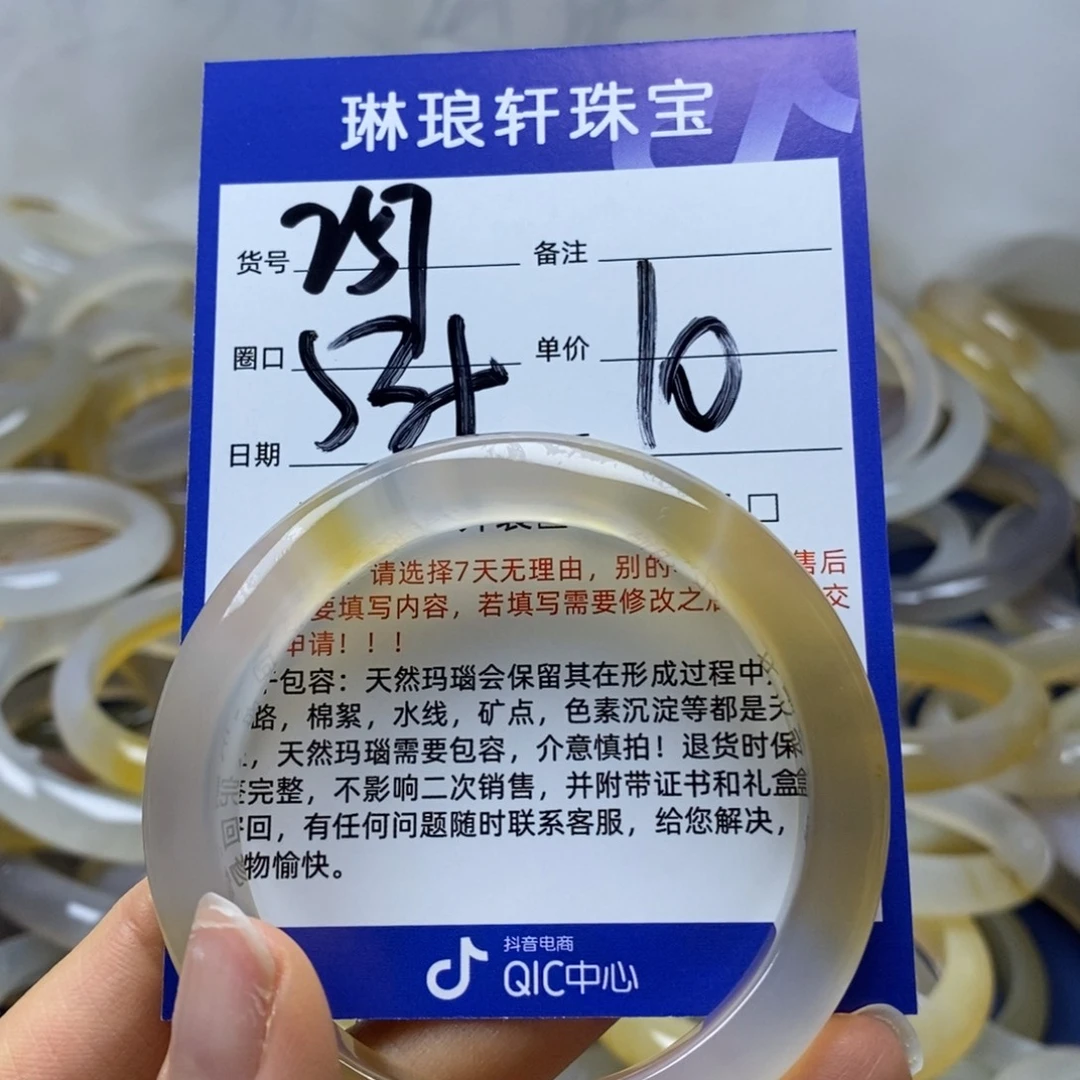 琳琅轩珠宝
货号 257 备注
圈口 53+ 单价 10
日期
请选择7天无理由，别的 售后
要填写内容，若填写需要修改之后 交
申请！！！
包容：天然玛瑙会保留其在形成过程中
路，棉絮，水线，矿点，色素沉淀等都是天
，天然玛瑙需要包容，介意慎拍！退货时保
完整，不影响二次销售，并附带证书和礼盒
回，有任何问题随时联系客服，给您解决，
物愉快。
抖音电商
QIC中心